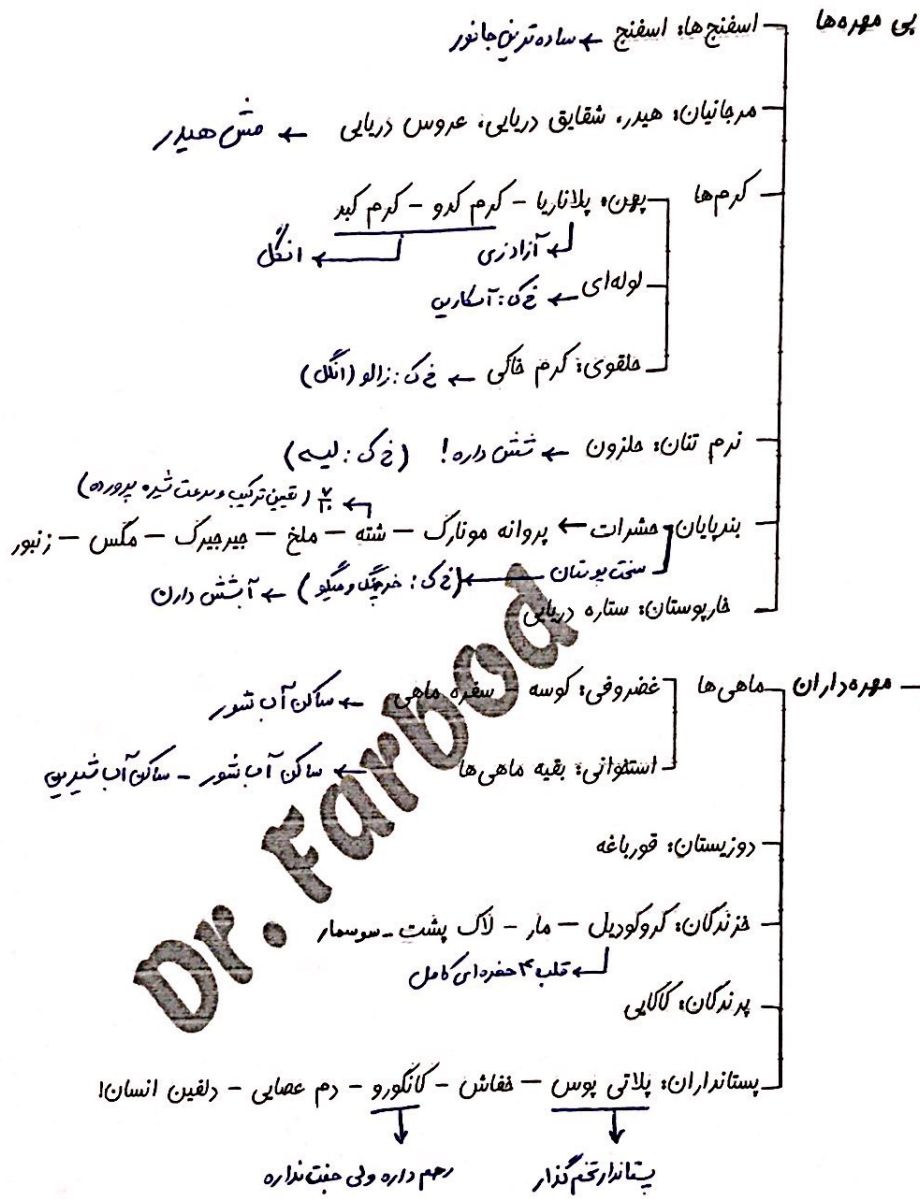 بی مهره‌ها
اسفنج ها: اسفنج ← ساده ترین جانور
مرجانیان: هیدر، شقایق دریایی، عروس دریایی ← مثل هیدر
کرم‌ها
پهن: پلاناریا – کرم کدو – کرم کبد
آزادزی ← انگل
لوله‌ای ← خ ک: آسکاریس
حلقوی: کرم خاکی ← خ ک: زالو (انگل)
نرم تنان: حلزون ← شش داره! (خ ک: لیسه)
(تعیین ترکیب و سرعت شیره پرورده)
بندپایان حشرات ← پروانه مونارک – شته – ملخ – جیرجیرک – مگس – زنبور
سخت پوستان ← (خ ک: خرچنگ و میگو) ← آبشش دارن
خارپوستان: ستاره دریایی
– مهره‌داران
ماهی‌ها
غضروفی: کوسه – سفره ماهی ← ساکن آب شور
استخوانی: بقیه ماهی‌ها ← ساکن آب شور – ساکن آب شیرین
دوزیستان: قورباغه
خزندگان: کروکودیل – مار – لاک پشت – سوسمار
← قلب ۴ حفره‌ای کامل
پرندگان: کاکایی
پستانداران: پلاتی پوس – خفاش – کانگورو – دم عصایی – دلفین انسان!
پستاندار تخم گذار
رحم داره ولی جفت نداره
Dr. Farbod